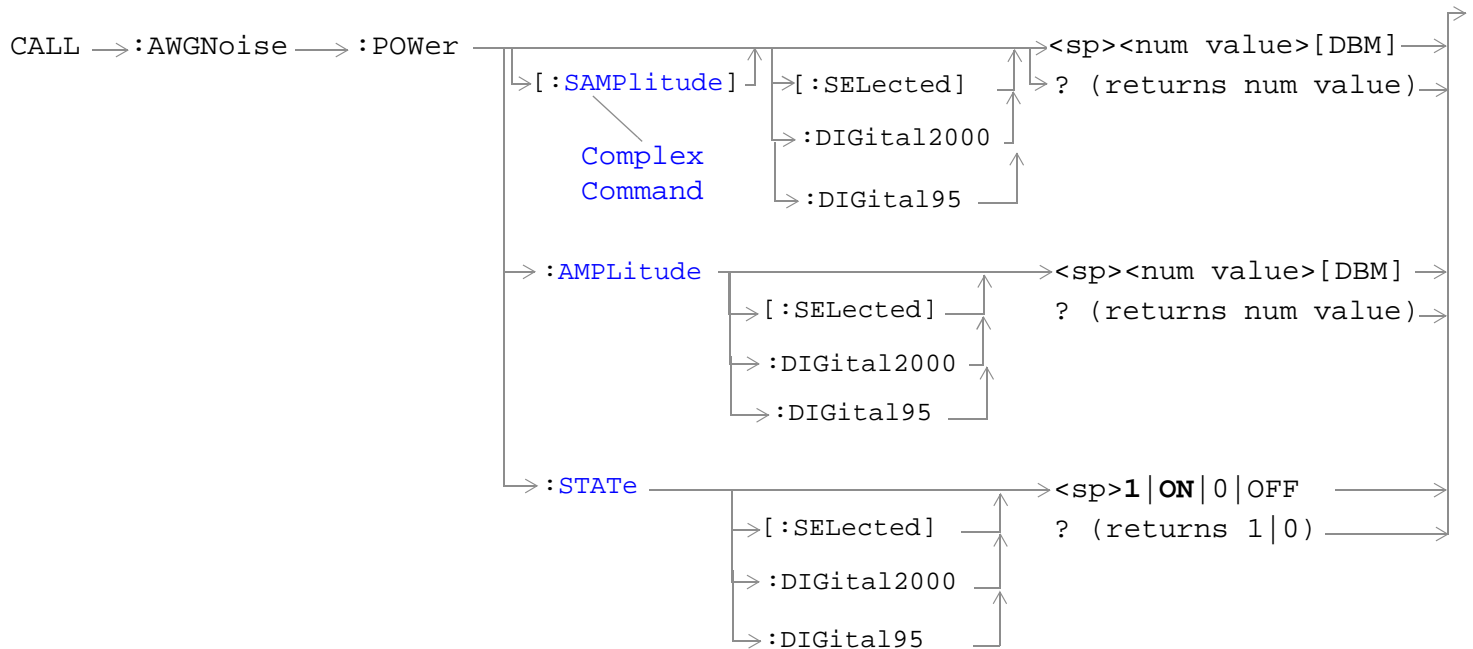 CALL :AWGNoise :POWer <sp><num value>[DBM]
[:SAMPlitude] [:SELected] ? (returns num value)
:DIGital2000
Complex
Command
:DIGital95
:AMPLitude <sp><num value>[DBM]
[:SELected] ? (returns num value)
:DIGital2000
:DIGital95
:STATe <sp>1|ON|0|OFF
[:SELected] ? (returns 1|0)
:DIGital2000
:DIGital95